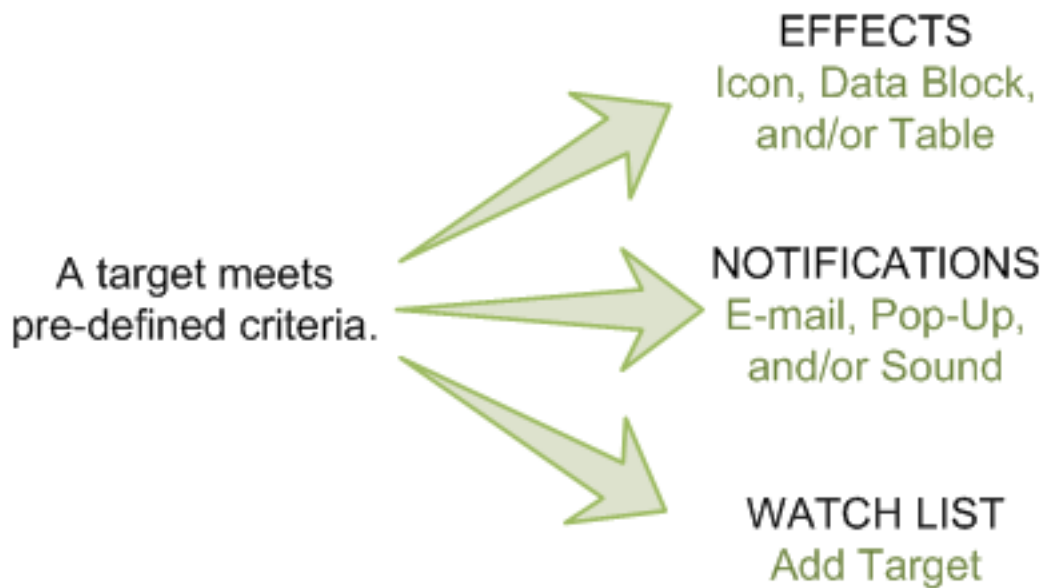 A target meets
pre-defined criteria.
EFFECTS
Icon, Data Block,
and/or Table
NOTIFICATIONS
E-mail, Pop-Up,
and/or Sound
WATCH LIST
Add Target